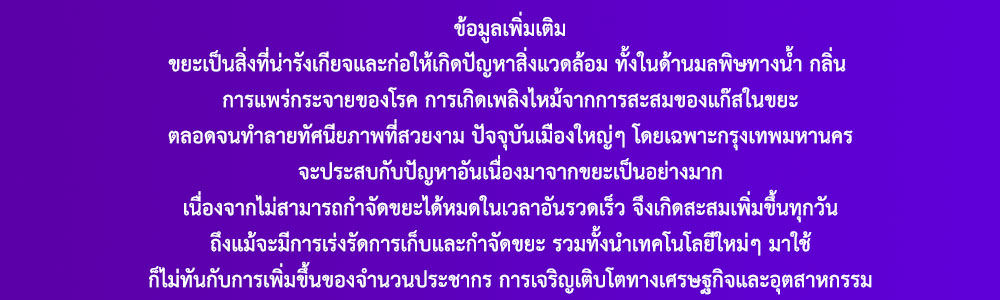 ข้อมูลเพิ่มเติม
ขยะเป็นสิ่งที่น่ารังเกียจและก่อให้เกิดปัญหาสิ่งแวดล้อม ทั้งในด้านมลพิษทางน้ำ กลิ่น
การแพร่กระจายของโรค การเกิดเพลิงไหม้จากการสะสมของแก๊สในขยะ
ตลอดจนทำลายทัศนียภาพที่สวยงาม ปัจจุบันเมืองใหญ่ๆ โดยเฉพาะกรุงเทพมหานคร
จะประสบกับปัญหาอันเนื่องมาจากขยะเป็นอย่างมาก
เนื่องจากไม่สามารถกำจัดขยะได้หมดในเวลาอันรวดเร็ว จึงเกิดสะสมเพิ่มขึ้นทุกวัน
ถึงแม้จะมีการเร่งรัดการเก็บและกำจัดขยะ รวมทั้งนำเทคโนโลยีใหม่ๆ มาใช้
ก็ไม่ทันกับการเพิ่มขึ้นของจำนวนประชากร การเจริญเติบโตทางเศรษฐกิจและอุตสาหกรรม